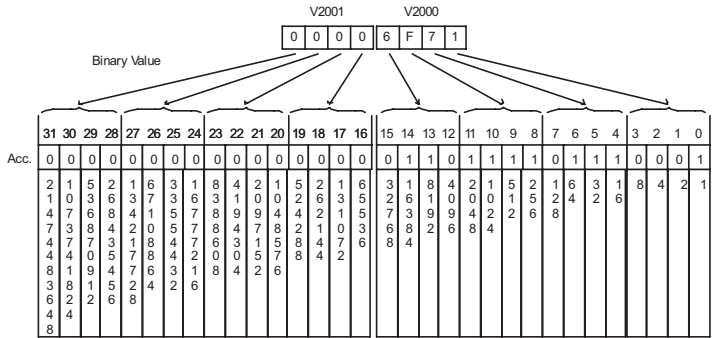 V2001 V2000
0 0 0 0 6 F 7 1
Binary Value
31 30 29 28 27 26 25 24 23 22 21 20 19 18 17 16 15 14 13 12 11 10 9 8 7 6 5 4 3 2 1 0
Acc. 0 0 0 0 0 0 0 0 0 0 0 0 0 0 0 0 0 1 1 0 1 1 1 1 0 1 1 1 0 0 0 1
21474483648 1073741824 536870912 268435456 134217728 67108864 33554432 16777216 8388608 4194304 2097152 1048576 524288 262144 131072 65536 32768 16384 8192 4096 2048 1024 512 256 128 64 32 16 8 4 2 1